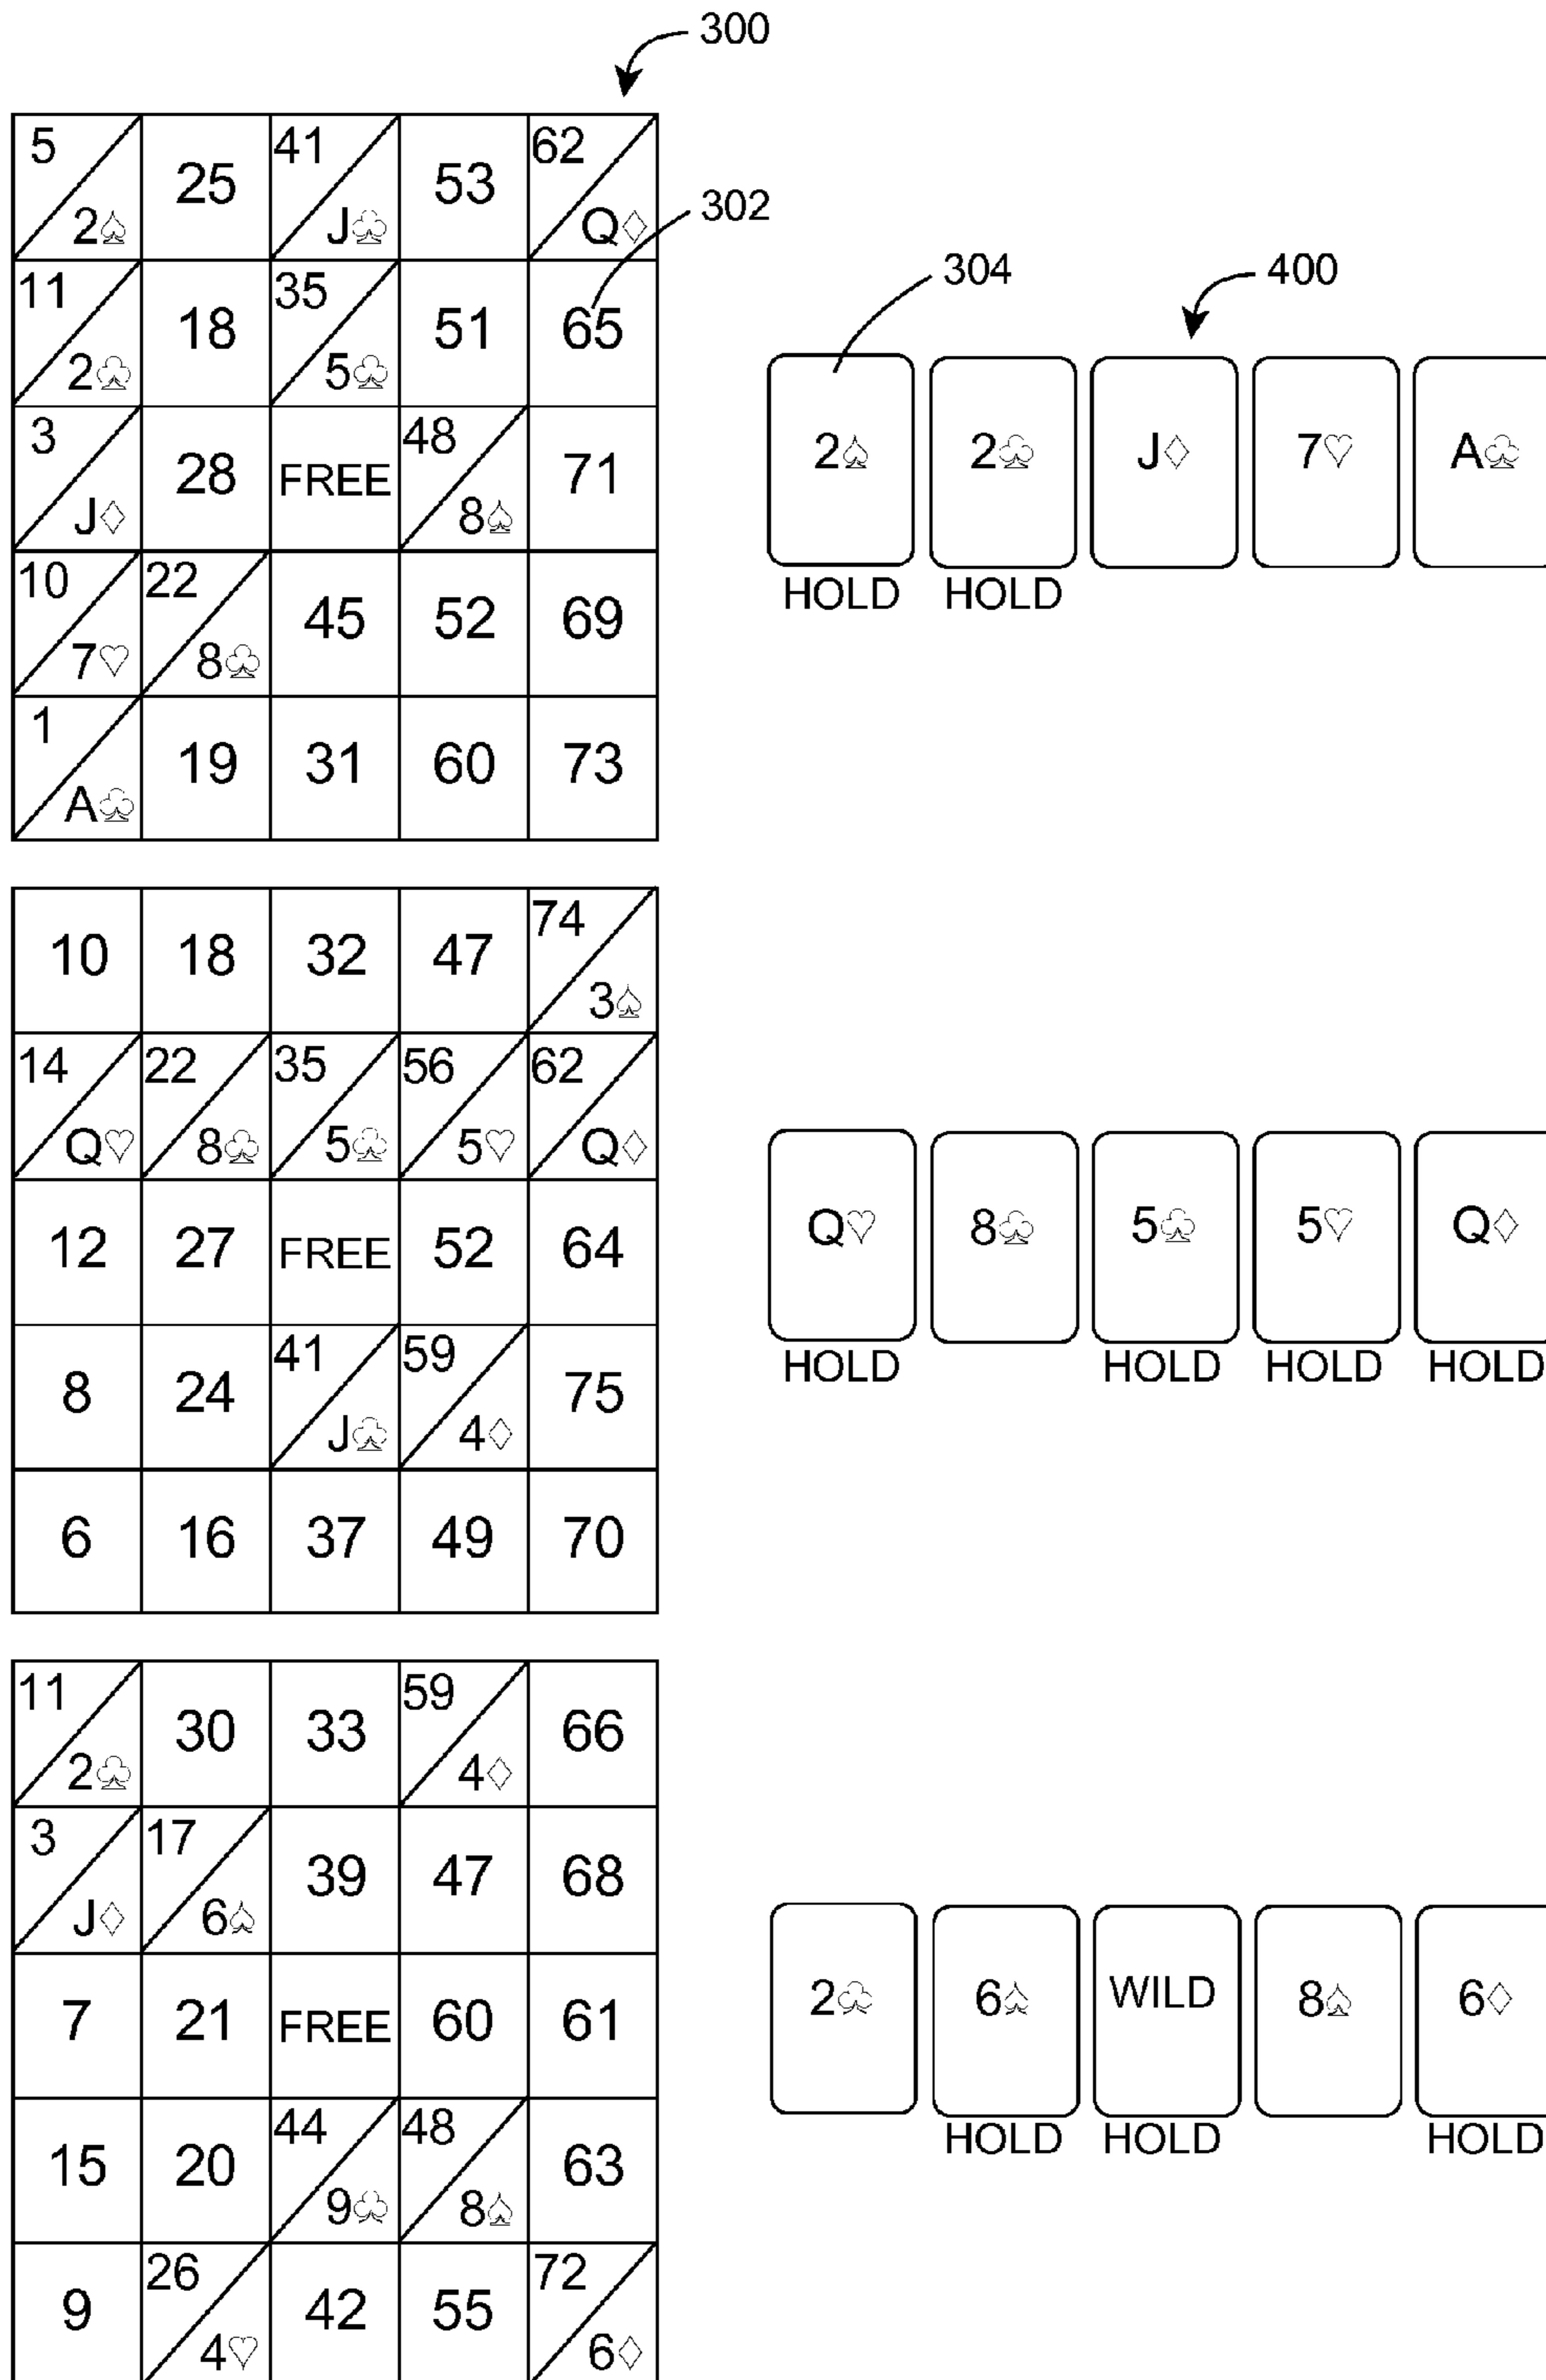 300
5 2♤ 25 41 J♧ 53 62 Q♢
302
11 2♧ 18 35 5♧ 51 65
304 400
3 J♢ 28 FREE 48 8♤ 71
2♤ 2♧ J♢ 7♡ A♧
HOLD HOLD
10 7♡ 22 8♧ 45 52 69
1 A♧ 19 31 60 73
10 18 32 47 74 3♤
14 Q♡ 22 8♧ 35 5♧ 56 5♡ 62 Q♢
12 27 FREE 52 64
Q♡ 8♧ 5♧ 5♡ Q♢
HOLD HOLD HOLD HOLD
8 24 41 J♧ 59 4♢ 75
6 16 37 49 70
11 2♧ 30 33 59 4♢ 66
3 J♢ 17 6♤ 39 47 68
7 21 FREE 60 61
2♧ 6♤ WILD 8♤ 6♢
HOLD HOLD HOLD
15 20 44 9♧ 48 8♤ 63
9 26 4♡ 42 55 72 6♢